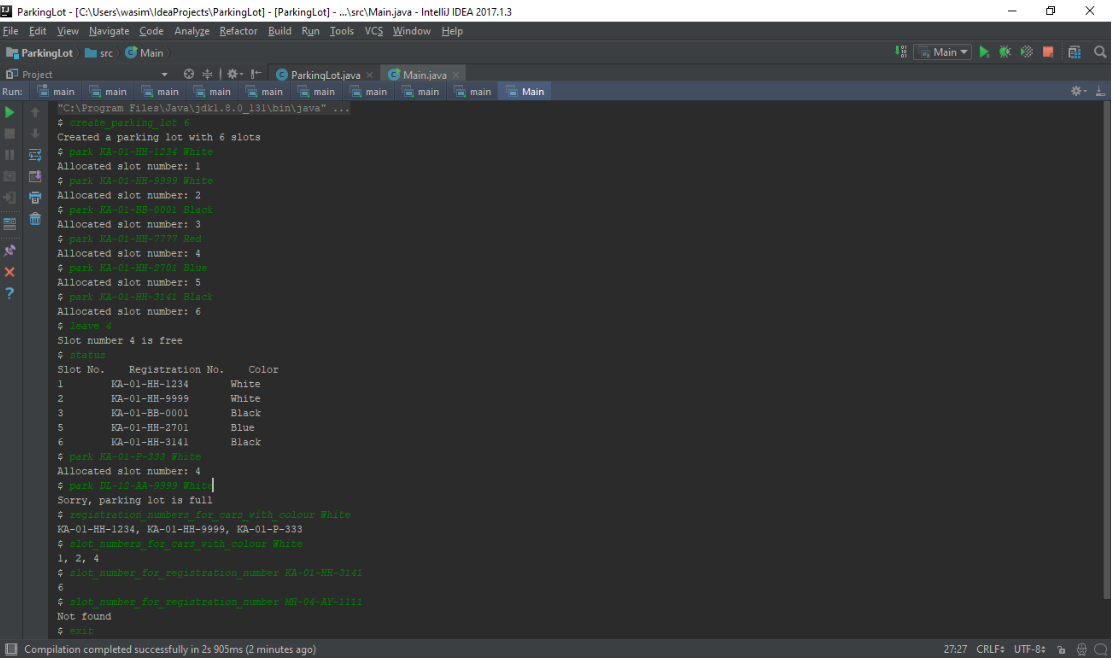 ParkingLot - [C:\Users\wasim\IdeaProjects\ParkingLot] - [ParkingLot] - ...\src\Main.java - IntelliJ IDEA 2017.1.3
File Edit View Navigate Code Analyze Refactor Build Run Tools VCS Window Help
ParkingLot src Main Main
Project ParkingLot.java Main.java
Run: main main main main main main main main main Main
"C:\Program Files\Java\jdk1.8.0_131\bin\java" ...
$ create_parking_lot 6
Created a parking lot with 6 slots
$ park KA-01-HH-1234 White
Allocated slot number: 1
$ park KA-01-HH-9999 White
Allocated slot number: 2
$ park KA-01-BB-0001 Black
Allocated slot number: 3
$ park KA-01-HH-7777 Red
Allocated slot number: 4
$ park KA-01-HH-2701 Blue
Allocated slot number: 5
$ park KA-01-HH-3141 Black
Allocated slot number: 6
$ leave 4
Slot number 4 is free
$ status
Slot No. Registration No. Color
1 KA-01-HH-1234 White
2 KA-01-HH-9999 White
3 KA-01-BB-0001 Black
5 KA-01-HH-2701 Blue
6 KA-01-HH-3141 Black
$ park KA-01-P-333 White
Allocated slot number: 4
$ park DL-12-AA-9999 White
Sorry, parking lot is full
$ registration_numbers_for_cars_with_colour White
KA-01-HH-1234, KA-01-HH-9999, KA-01-P-333
$ slot_numbers_for_cars_with_colour White
1, 2, 4
$ slot_number_for_registration_number KA-01-HH-3141
6
$ slot_number_for_registration_number MH-04-AY-1111
Not found
$ exit
Compilation completed successfully in 2s 905ms (2 minutes ago) 27:27 CRLF UTF-8